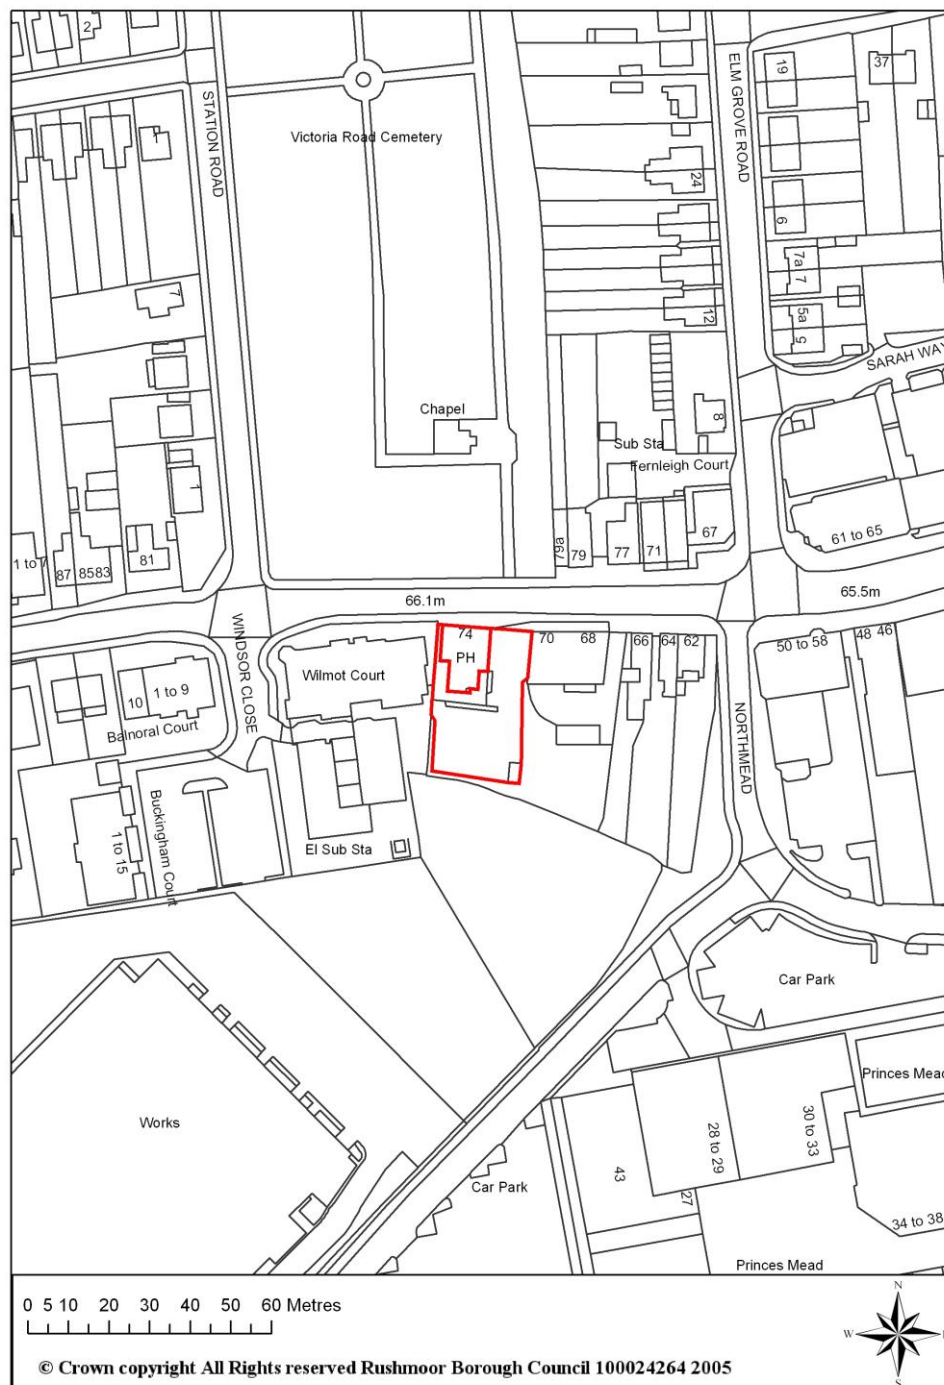 2
19
37
STATION ROAD
ELM GROVE ROAD
1
Victoria Road Cemetery
24
6
7
7a 7
12
5a
5
SARAH WAY
Chapel
8
Sub Sta
Fernleigh Court
1
67
61 to 65
79a
79
77
71
1 to 7
87
85
83
81
66.1m
65.5m
WINDSOR CLOSE
74
PH
70
68
66
64
62
50 to 58
48
46
Wilmot Court
10
1 to 9
Balnoral Court
NORTHMEAD
Buckingham Court
1 to 15
El Sub Sta
Car Park
Princes Mead
Works
28 to 29
30 to 33
43
27
Car Park
34 to 38
Princes Mead
0 5 10 20 30 40 50 60 Metres
N
W
S
© Crown copyright All Rights reserved Rushmoor Borough Council 100024264 2005